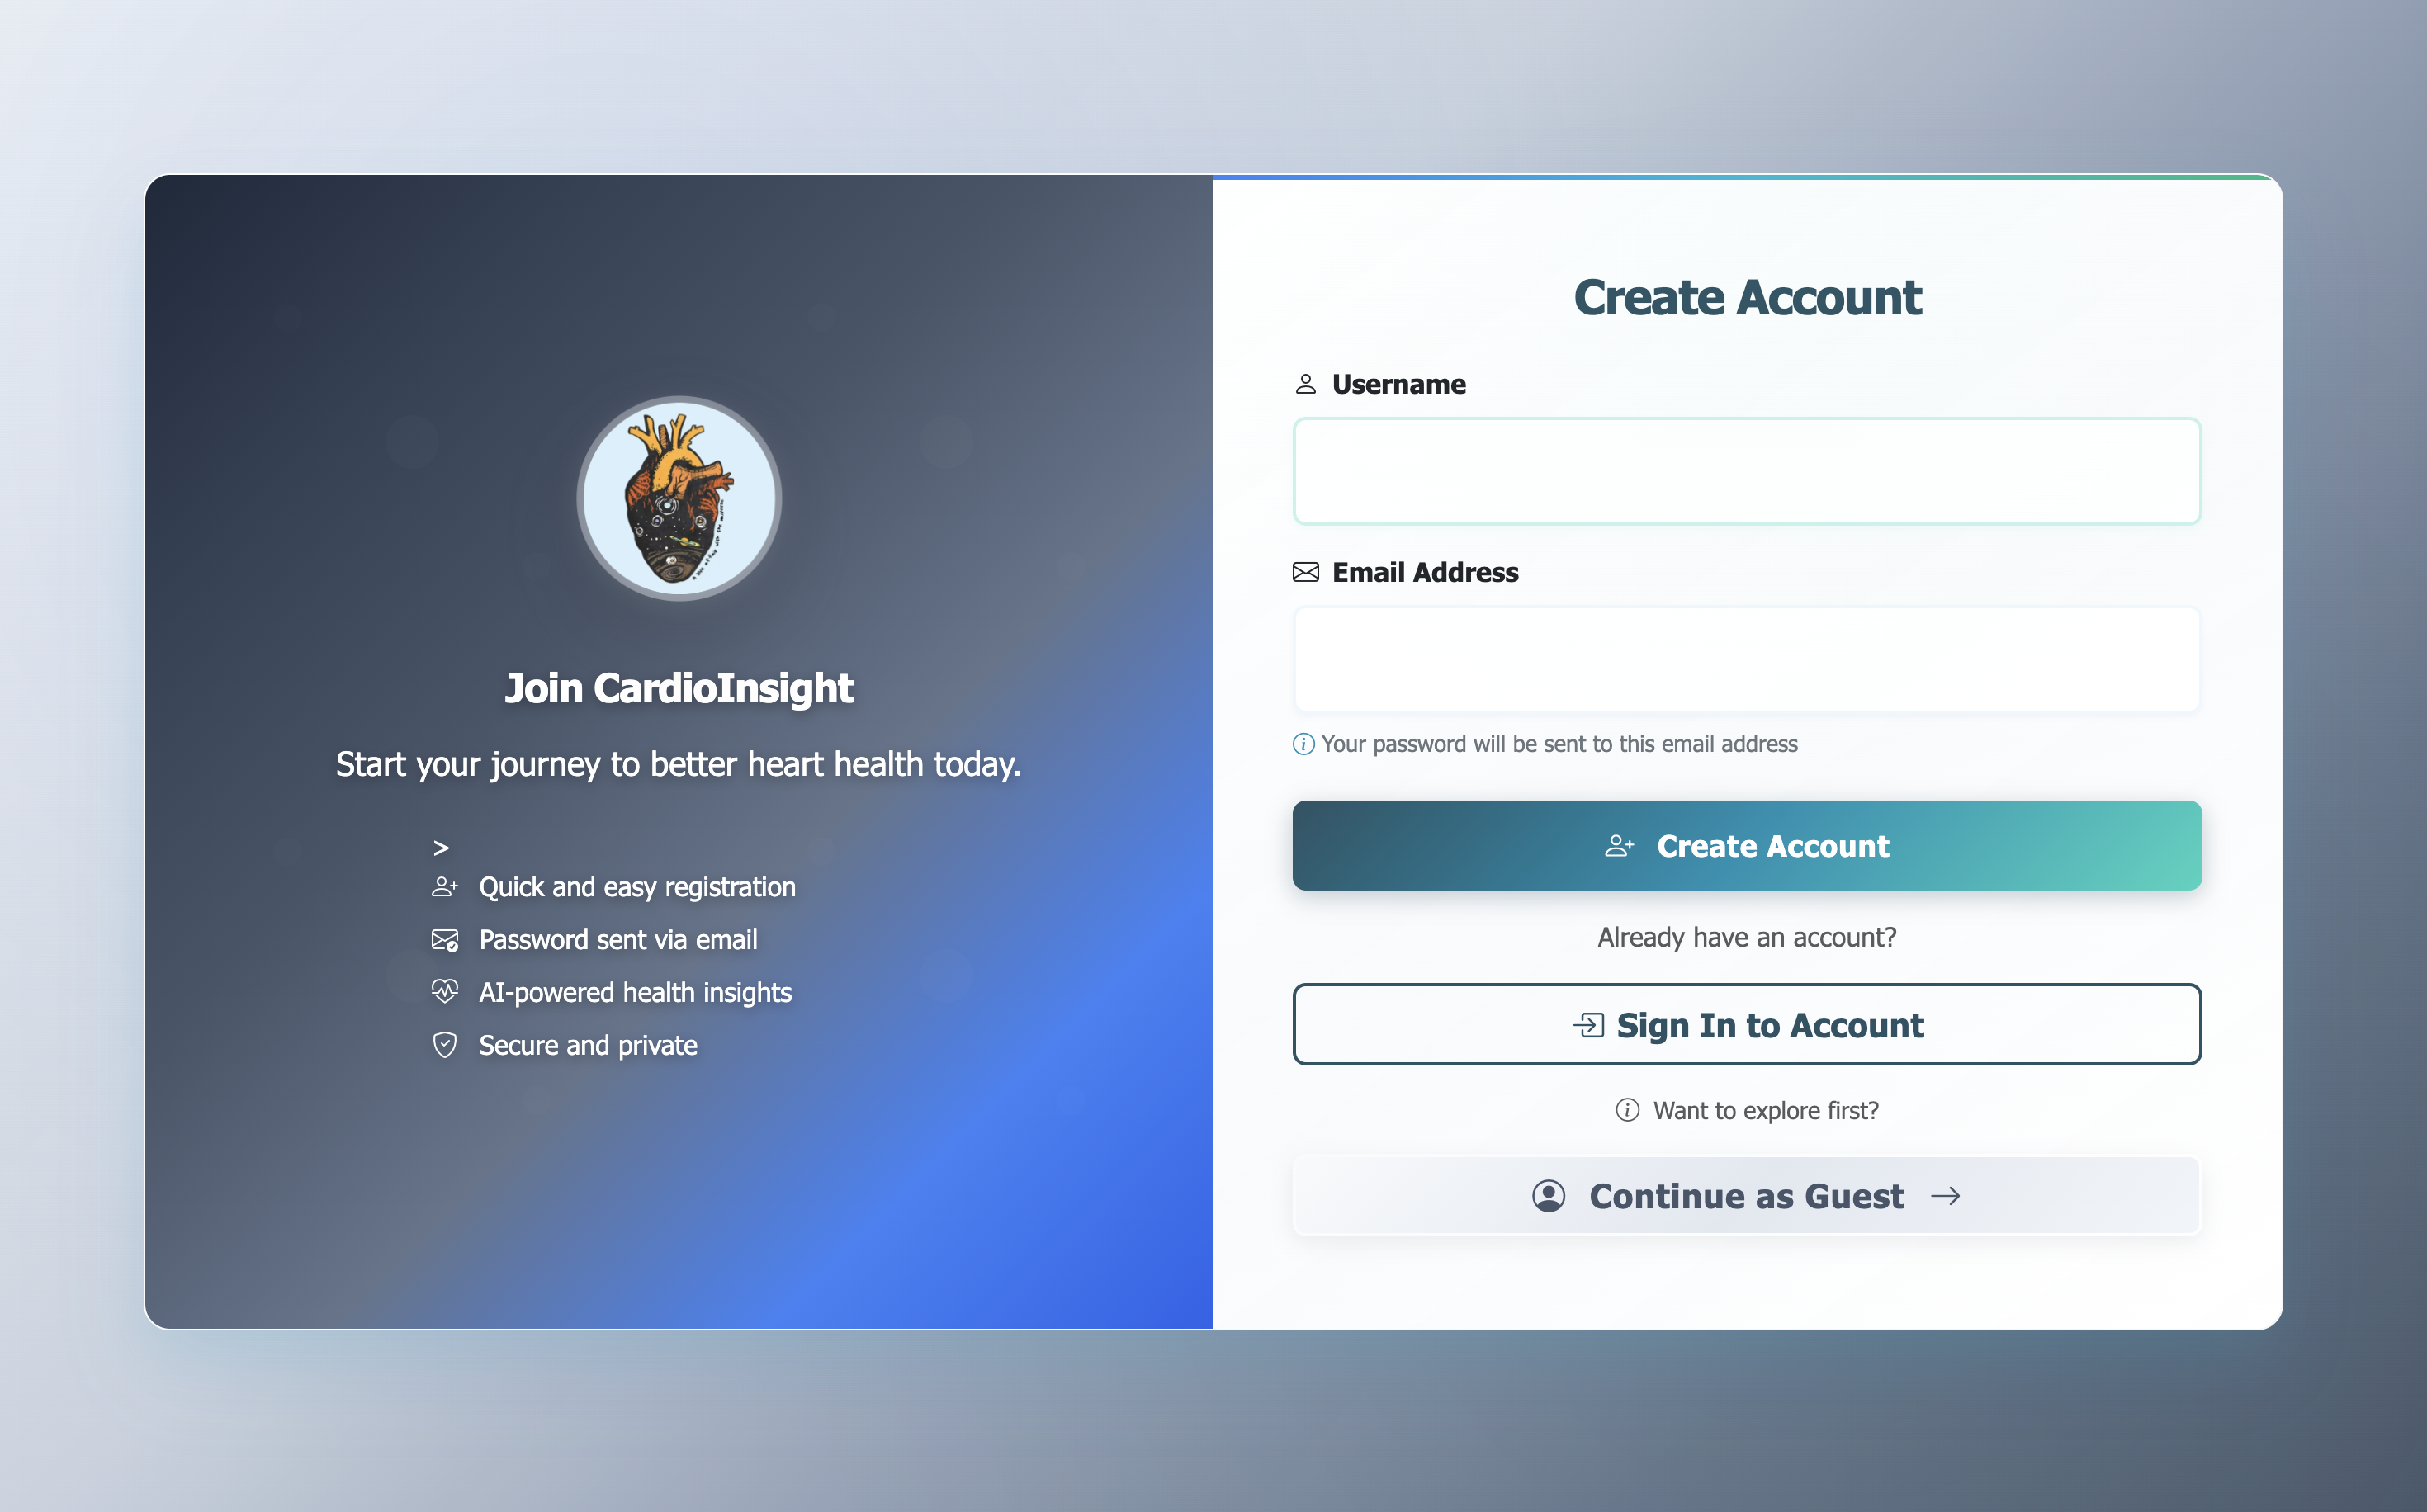 Join CardioInsight
Start your journey to better heart health today.
>
Quick and easy registration
Password sent via email
AI-powered health insights
Secure and private
Create Account
Username
Email Address
Your password will be sent to this email address
Create Account
Already have an account?
Sign In to Account
Want to explore first?
Continue as Guest